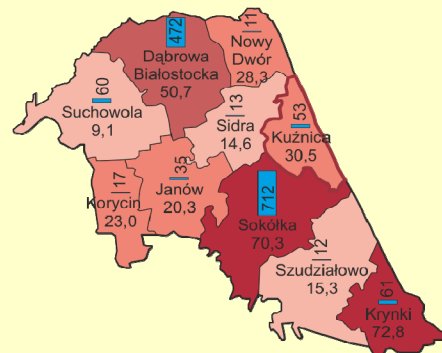 472
Dąbrowa
Białostocka
50,7
11
Nowy
Dwór
28,3
60
Suchowola
9,1
13
Sidra
14,6
53
Kuźnica
30,5
17
Korycin
23,0
35
Janów
20,3
712
Sokółka
70,3
12
Szudziałowo
15,3
61
Krynki
72,8